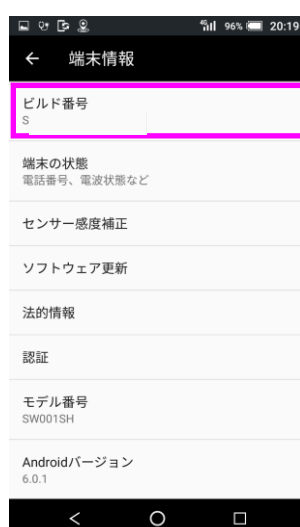 96% 20:19
端末情報
ビルド番号
S
端末の状態
電話番号、電波状態など
センサー感度補正
ソフトウェア更新
法的情報
認証
モデル番号
SW001SH
Androidバージョン
6.0.1